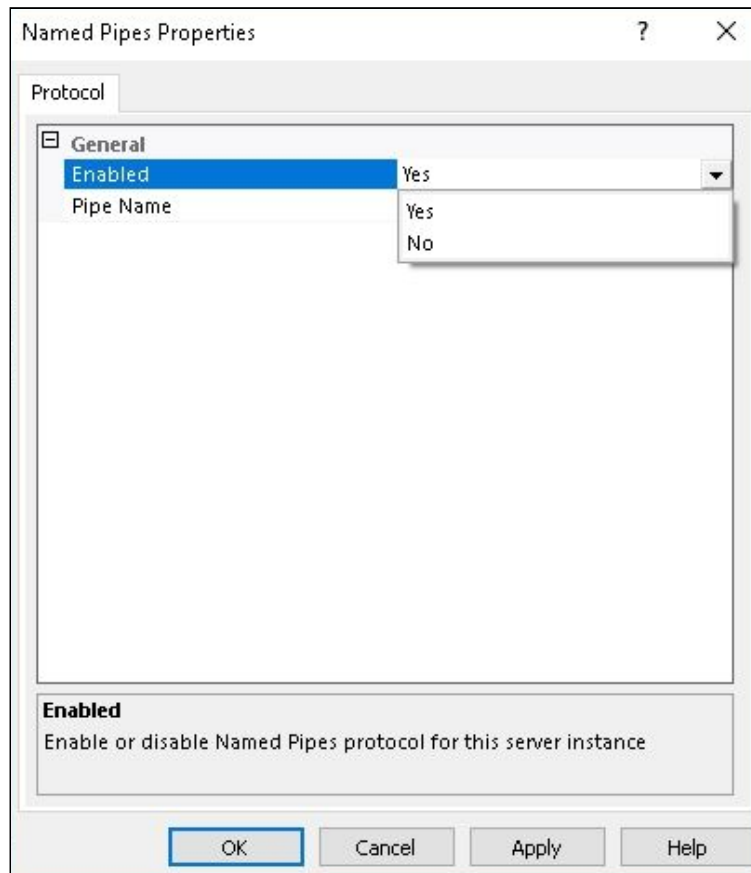 Named Pipes Properties ? ×
Protocol
General
Enabled Yes
Pipe Name Yes
No
Enabled
Enable or disable Named Pipes protocol for this server instance
OK Cancel Apply Help